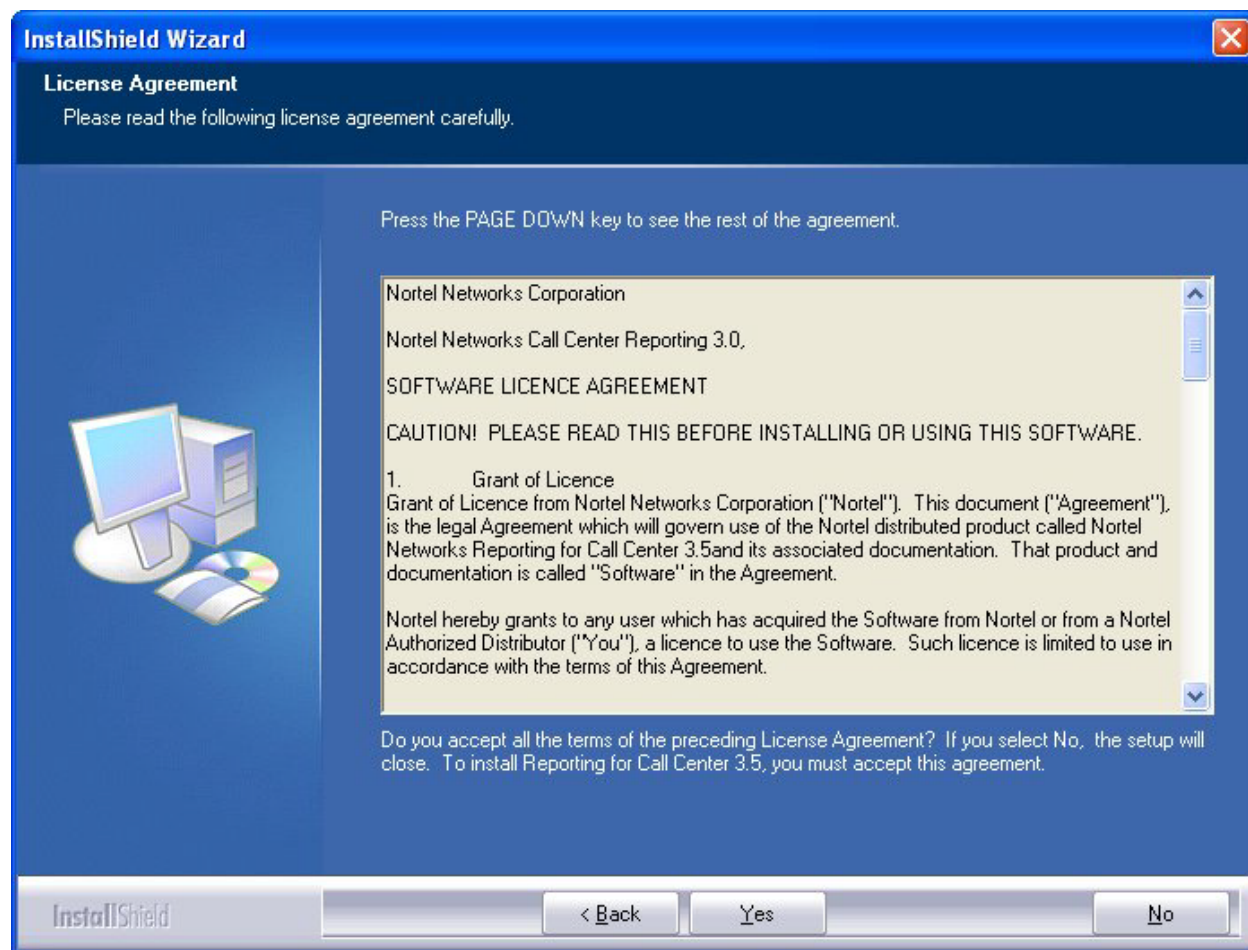 InstallShield Wizard
License Agreement
Please read the following license agreement carefully.
Press the PAGE DOWN key to see the rest of the agreement.
Nortel Networks Corporation
Nortel Networks Call Center Reporting 3.0,
SOFTWARE LICENCE AGREEMENT
CAUTION!  PLEASE READ THIS BEFORE INSTALLING OR USING THIS SOFTWARE.
1. Grant of Licence
Grant of Licence from Nortel Networks Corporation ("Nortel").  This document ("Agreement"),
is the legal Agreement which will govern use of the Nortel distributed product called Nortel
Networks Reporting for Call Center 3.5and its associated documentation.  That product and
documentation is called "Software" in the Agreement.
Nortel hereby grants to any user which has acquired the Software from Nortel or from a Nortel
Authorized Distributor ("You"), a licence to use the Software.  Such licence is limited to use in
accordance with the terms of this Agreement.
Do you accept all the terms of the preceding License Agreement?  If you select No,  the setup will
close.  To install Reporting for Call Center 3.5, you must accept this agreement.
InstallShield
< Back
Yes
No